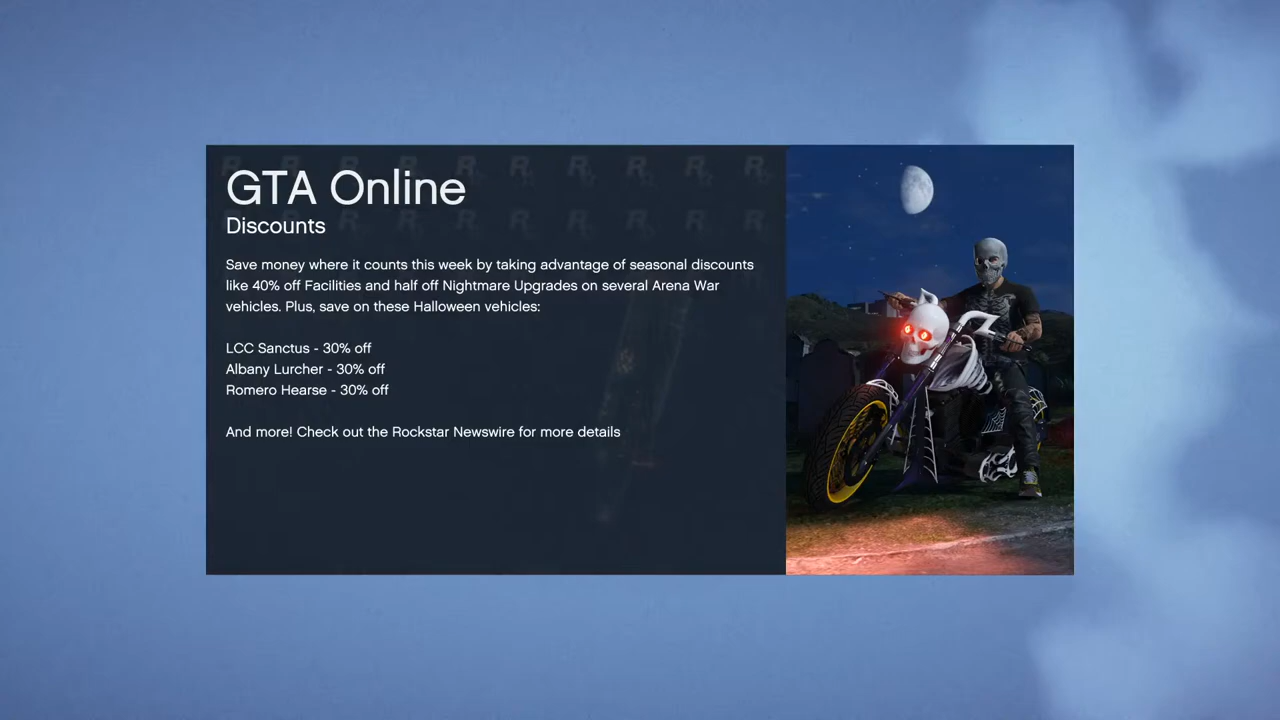 GTA Online
Discounts
Save money where it counts this week by taking advantage of seasonal discounts
like 40% off Facilities and half off Nightmare Upgrades on several Arena War
vehicles. Plus, save on these Halloween vehicles:
LCC Sanctus - 30% off
Albany Lurcher - 30% off
Romero Hearse - 30% off
And more! Check out the Rockstar Newswire for more details